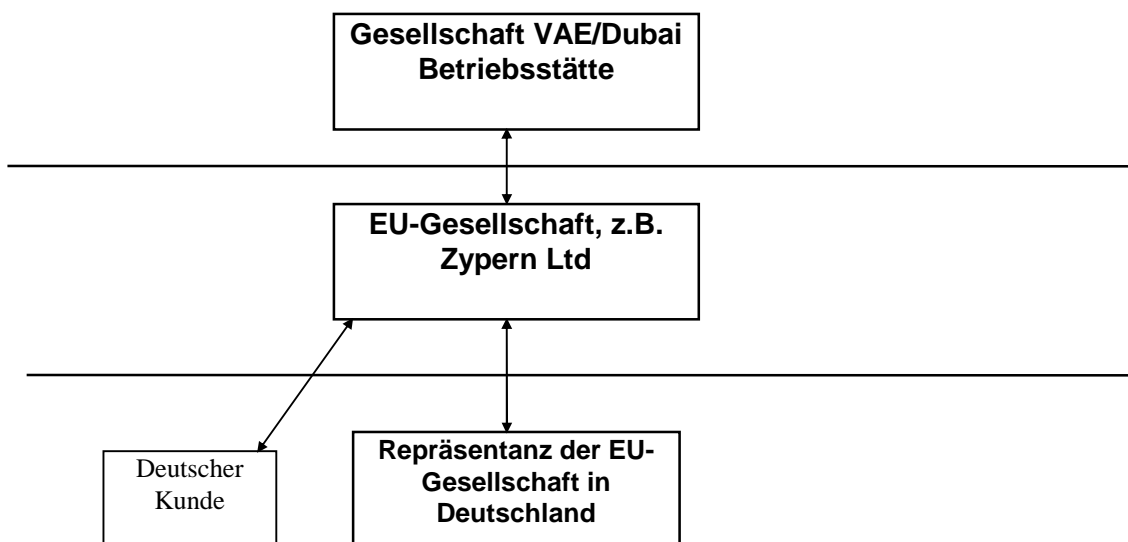 Gesellschaft VAE/Dubai
Betriebsstätte
EU-Gesellschaft, z.B.
Zypern Ltd
Deutscher
Kunde
Repräsentanz der EU-
Gesellschaft in
Deutschland